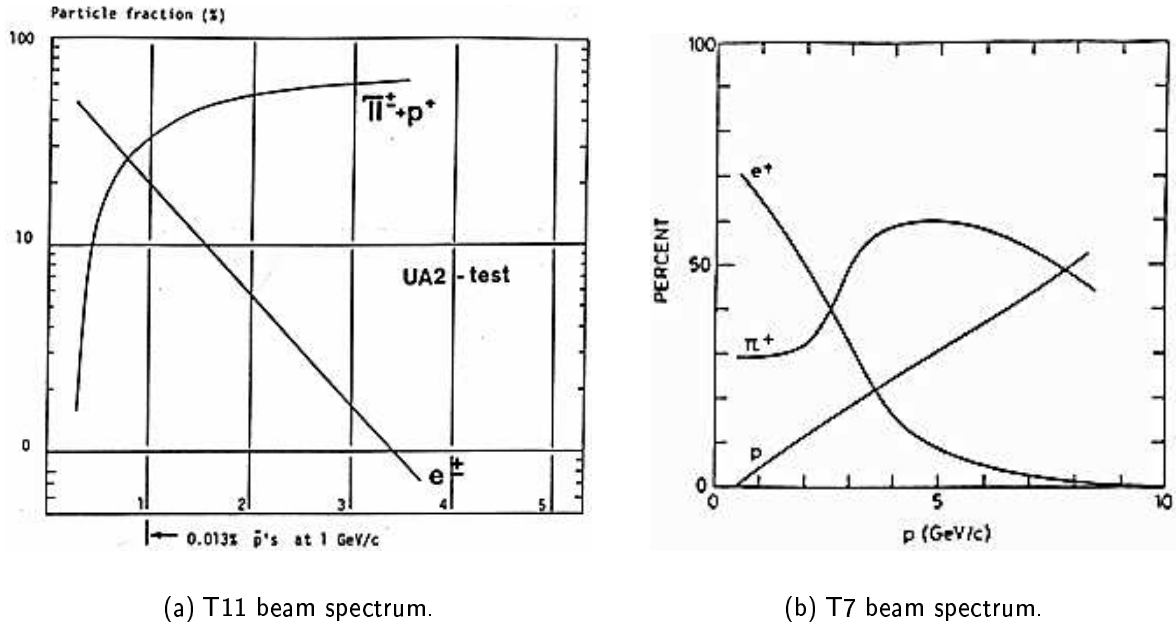 Particle fraction (%)
100
10
0
π±+p+
UA2 - test
e±
1 2 3 4 5
0.013% p̄'s at 1 GeV/c
(a) T11 beam spectrum.
100
50
0
PERCENT
e+
π+
p
0 5 10
p (GeV/c)
(b) T7 beam spectrum.